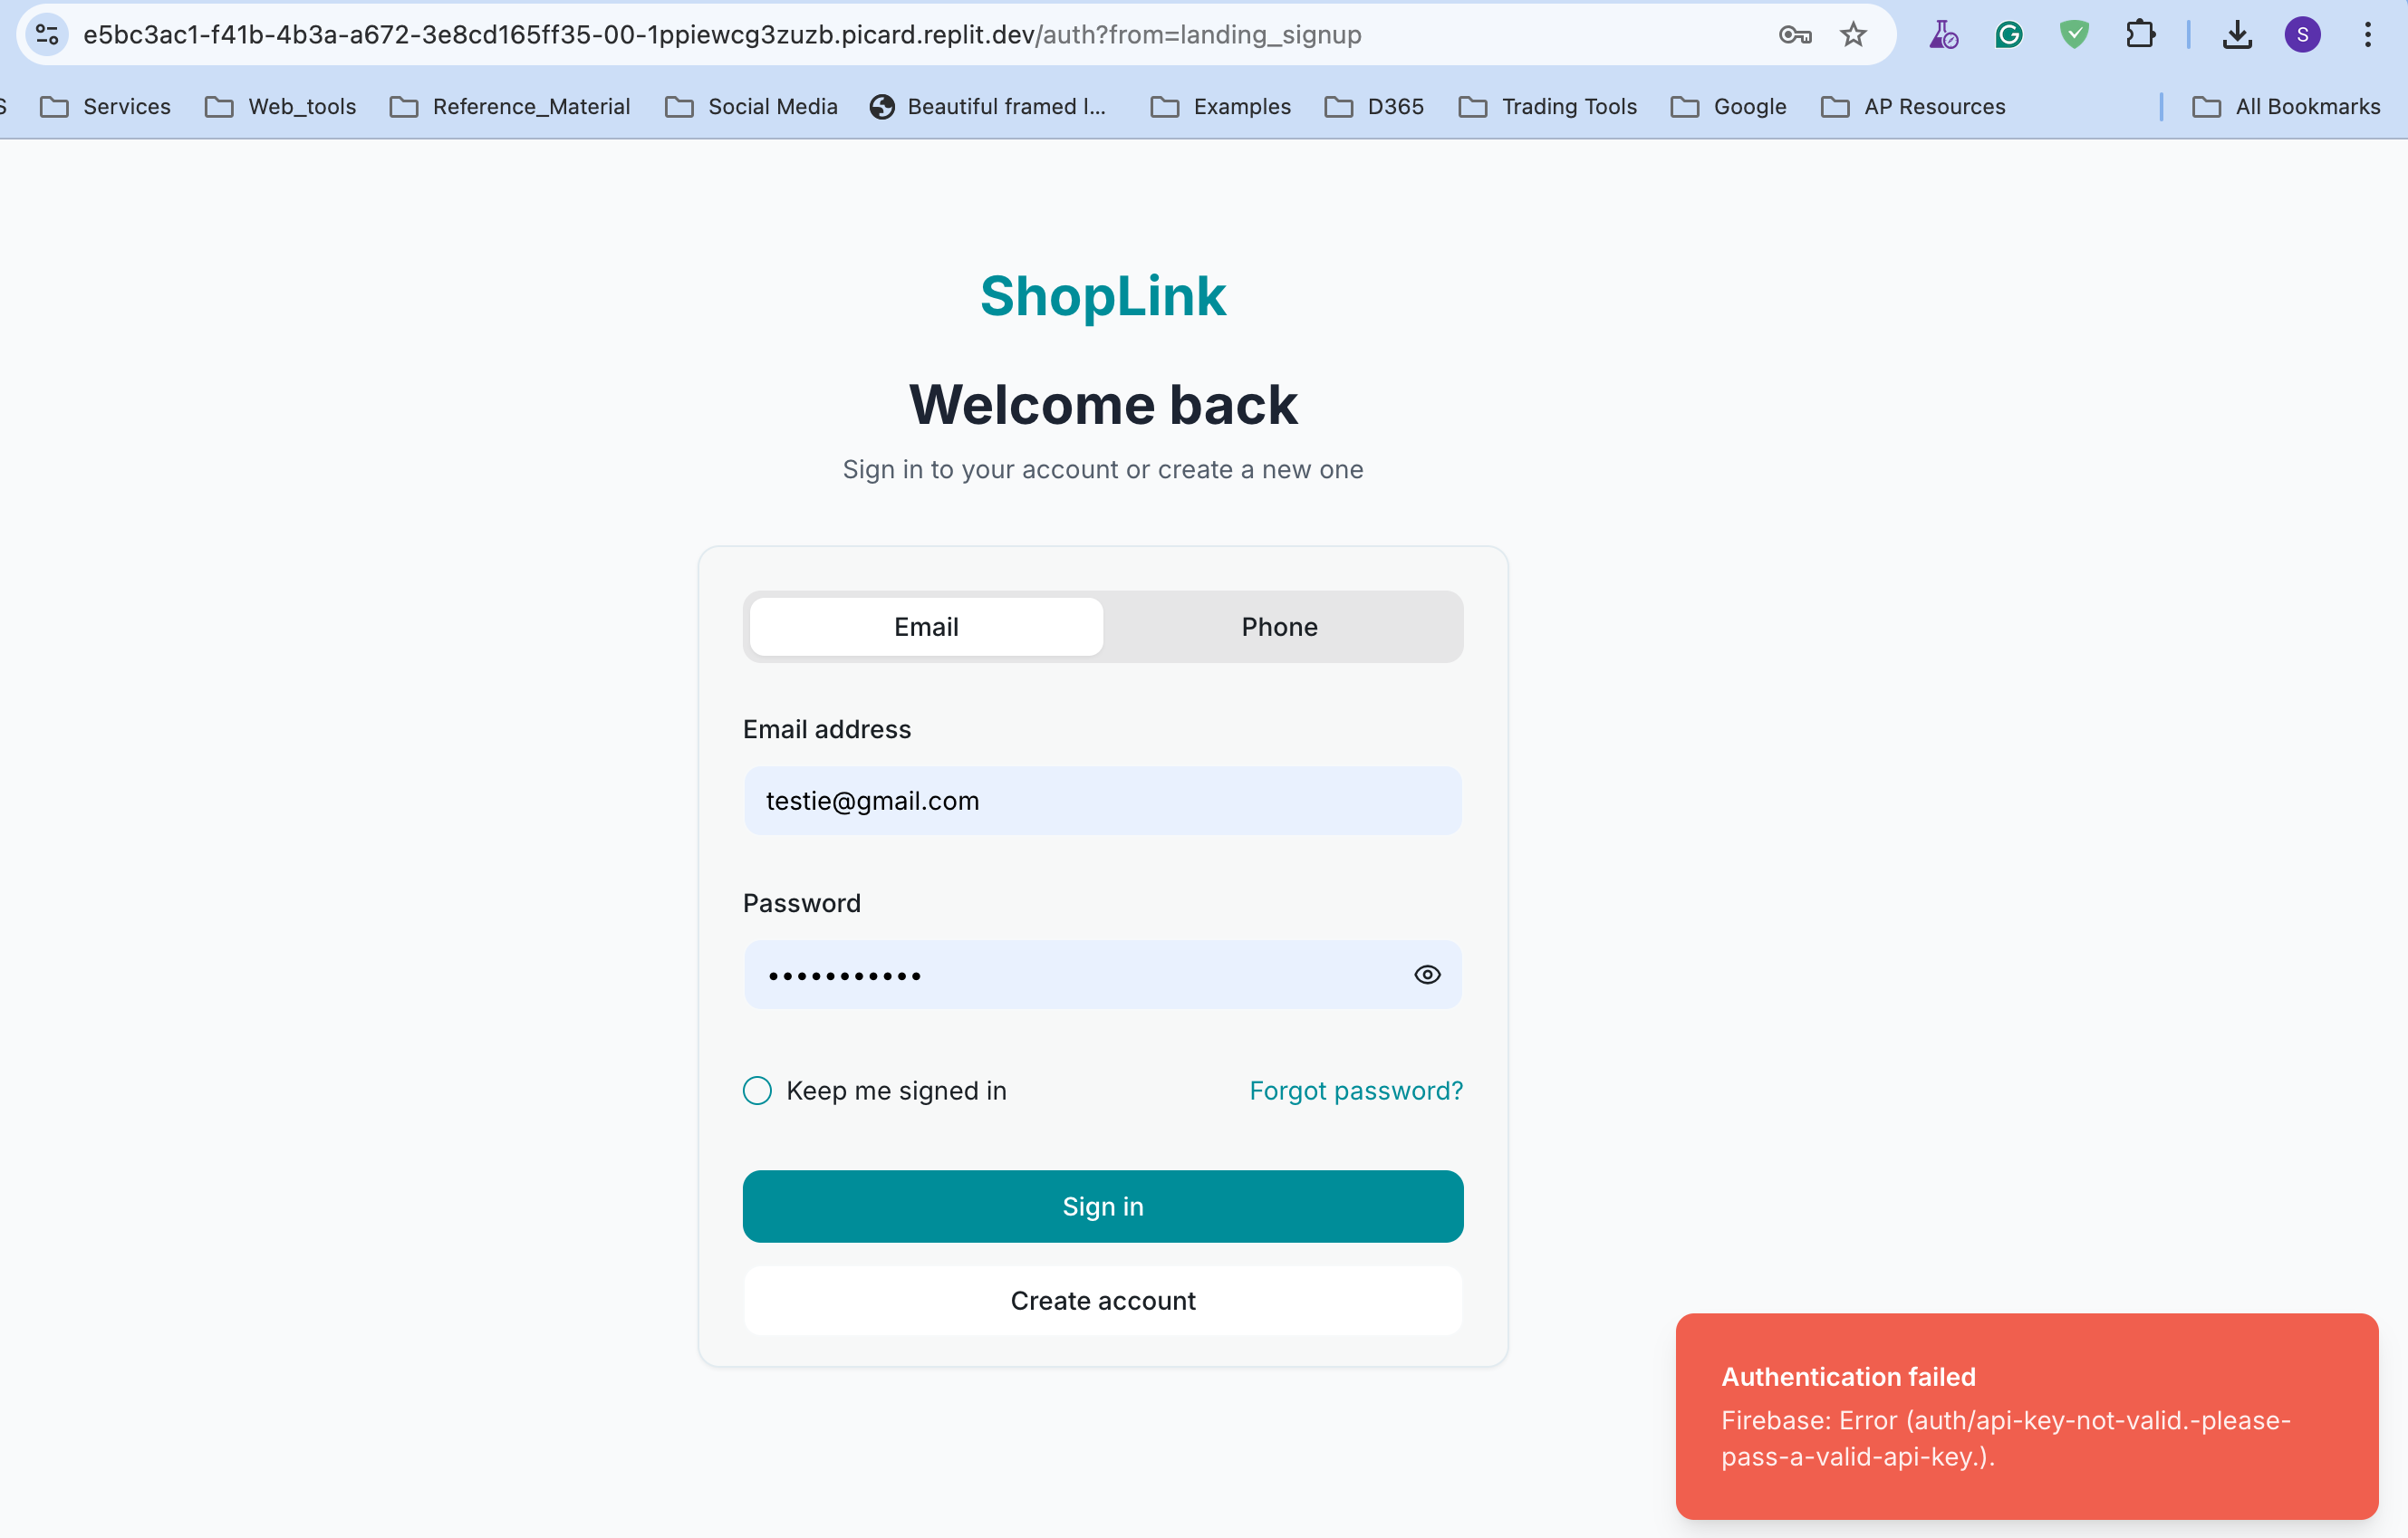 e5bc3ac1-f41b-4b3a-a672-3e8cd165ff35-00-1ppiewcg3zuzb.picard.replit.dev/auth?from=landing_signup
S
S Services Web_tools Reference_Material Social Media Beautiful framed l... Examples D365 Trading Tools Google AP Resources All Bookmarks
ShopLink
Welcome back
Sign in to your account or create a new one
Email Phone
Email address
testie@gmail.com
Password
•••••••••••
Keep me signed in Forgot password?
Sign in
Create account
Authentication failed
Firebase: Error (auth/api-key-not-valid.-please-
pass-a-valid-api-key.).